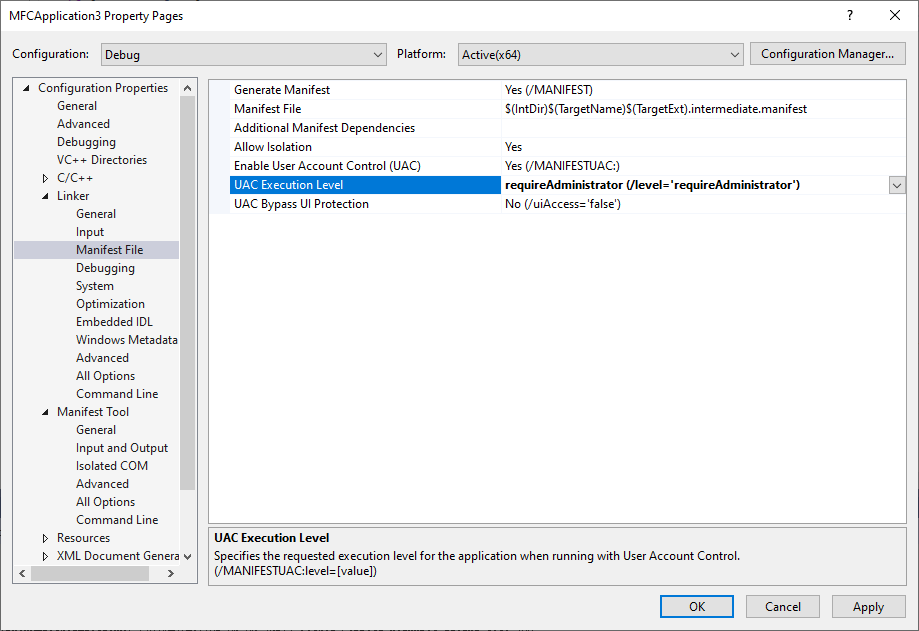 MFCApplication3 Property Pages
?
Configuration: Debug Platform: Active(x64) Configuration Manager...
Configuration Properties
General
Advanced
Debugging
VC++ Directories
C/C++
Linker
General
Input
Manifest File
Debugging
System
Optimization
Embedded IDL
Windows Metadata
Advanced
All Options
Command Line
Manifest Tool
General
Input and Output
Isolated COM
Advanced
All Options
Command Line
Resources
XML Document Genera
Generate Manifest Yes (/MANIFEST)
Manifest File $(IntDir)$(TargetName)$(TargetExt).intermediate.manifest
Additional Manifest Dependencies
Allow Isolation Yes
Enable User Account Control (UAC) Yes (/MANIFESTUAC:)
UAC Execution Level requireAdministrator (/level='requireAdministrator')
UAC Bypass UI Protection No (/uiAccess='false')
UAC Execution Level
Specifies the requested execution level for the application when running with User Account Control.
(/MANIFESTUAC:level=[value])
OK Cancel Apply